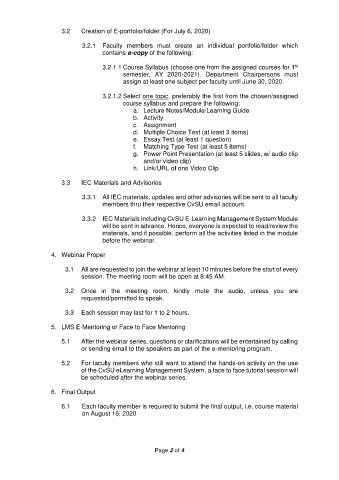 3.2 Creation of E-portfolio/folder (For July 6, 2020)
3.2.1 Faculty members must create an individual portfolio/folder which
contains e-copy of the following:
3.2.1.1 Course Syllabus (choose one from the assigned courses for 1st
semester, AY 2020-2021). Department Chairpersons must
assign at least one subject per faculty until June 30, 2020.
3.2.1.2 Select one topic, preferably the first from the chosen/assigned
course syllabus and prepare the following:
a. Lecture Notes/Module/Learning Guide
b. Activity
c. Assignment
d. Multiple Choice Test (at least 3 items)
e. Essay Test (at least 1 question)
f. Matching Type Test (at least 5 items)
g. Power Point Presentation (at least 5 slides, w/ audio clip
and/or video clip)
h. Link/URL of one Video Clip
3.3 IEC Materials and Advisories
3.3.1 All IEC materials, updates and other advisories will be sent to all faculty
members thru their respective CvSU email account.
3.3.2 IEC Materials including CvSU E-Learning Management System Module
will be sent in advance. Hence, everyone is expected to read/review the
materials, and if possible, perform all the activities listed in the module
before the webinar.
4. Webinar Proper
3.1 All are requested to join the webinar at least 10 minutes before the start of every
session. The meeting room will be open at 8:45 AM.
3.2 Once in the meeting room, kindly mute the audio, unless you are
requested/permitted to speak.
3.3 Each session may last for 1 to 2 hours.
5. LMS E-Mentoring or Face to Face Mentoring
5.1 After the webinar series, questions or clarifications will be entertained by calling
or sending email to the speakers as part of the e-mentoring program.
5.2 For faculty members who still want to attend the hands-on activity on the use
of the CvSU eLearning Management System, a face to face tutorial session will
be scheduled after the webinar series.
6. Final Output
6.1 Each faculty member is required to submit the final output, i.e. course material
on August 16, 2020
Page 2 of 4